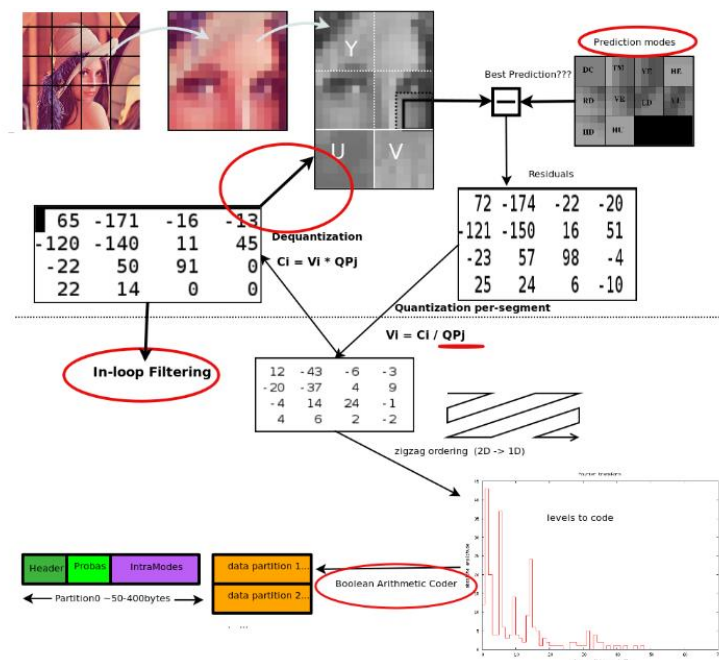 Prediction modes
Y
Best Prediction???
DC TM VE HE
RD VR LD VL
HD HU
U V
Residuals
65 -171 -16 -13
-120 -140 11 45
-22 50 91 0
22 14 0 0
Dequantization
Ci = Vi * QPj
72 -174 -22 -20
-121 -150 16 51
-23 57 98 -4
25 24 6 -10
Quantization per-segment
Vi = Ci / QPj
In-loop Filtering
12 -43 -6 -3
-20 -37 4 9
-4 14 24 -1
4 6 2 -2
zigzag ordering (2D -> 1D)
levels to code
Header Probas IntraModes
data partition 1...
Boolean Arithmetic Coder
Partition0 ~50-400bytes
data partition 2...
. ...